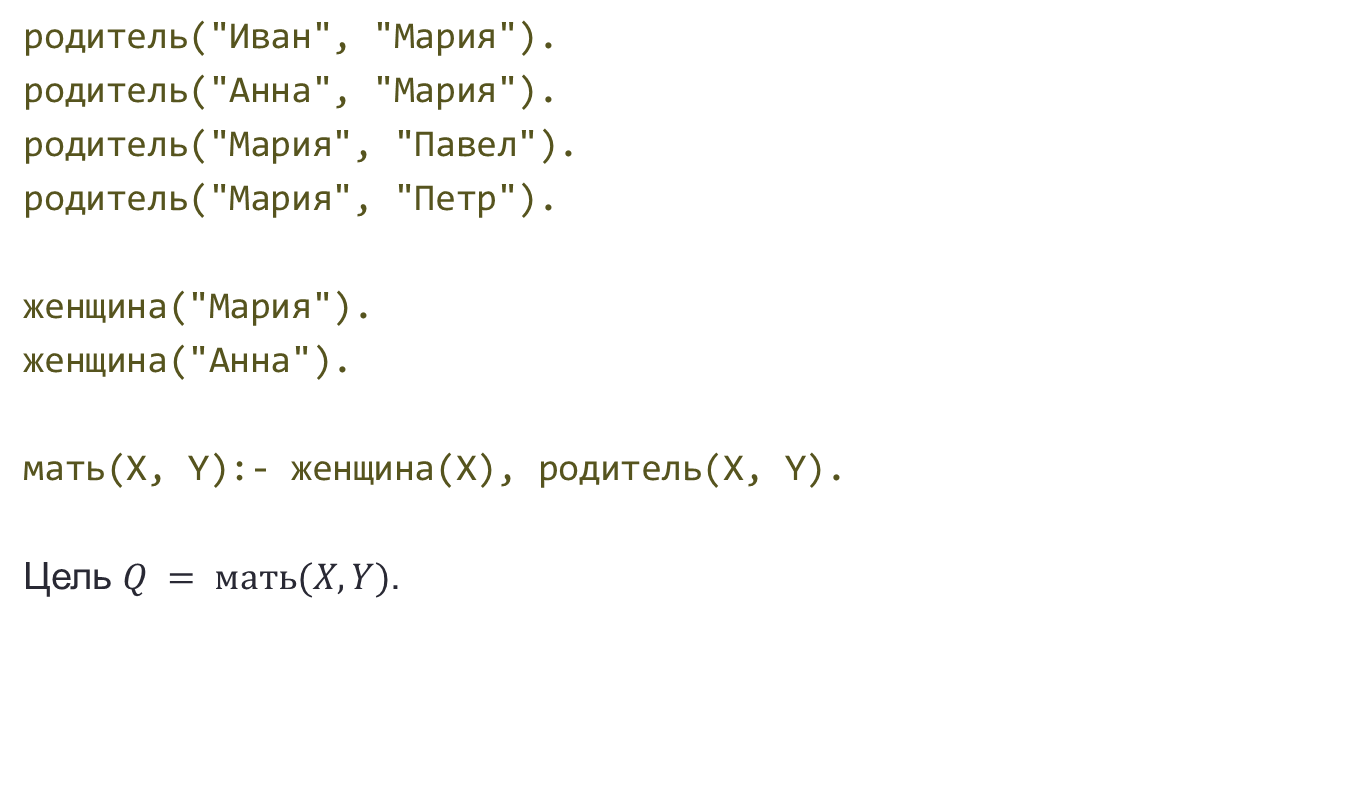 родитель("Иван", "Мария").
родитель("Анна", "Мария").
родитель("Мария", "Павел").
родитель("Мария", "Петр").
женщина("Мария").
женщина("Анна").
мать(X, Y):- женщина(X), родитель(X, Y).
Цель Q = мать(X, Y).